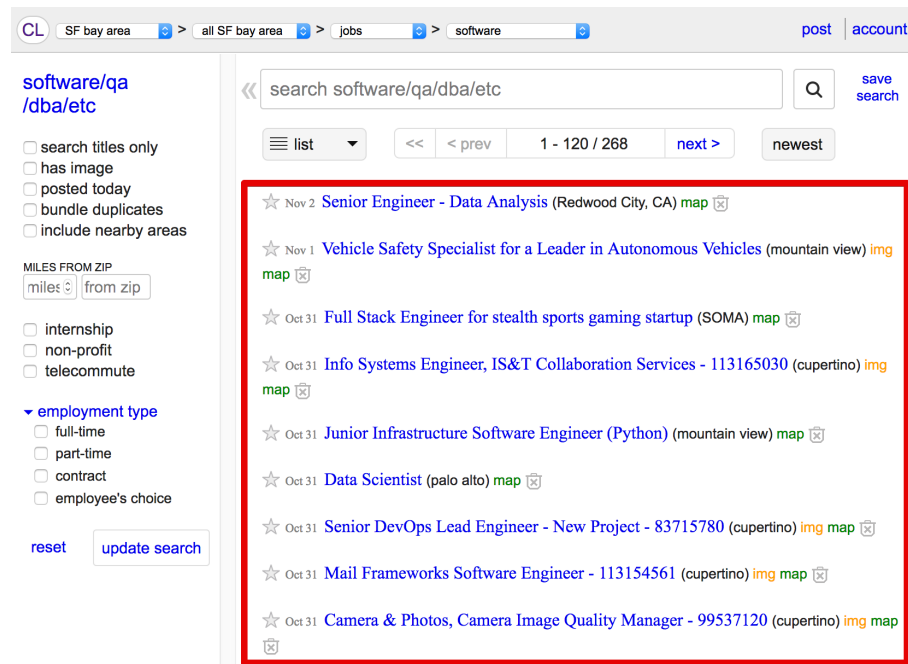 CL SF bay area > all SF bay area > jobs > software post account
software/qa
/dba/etc
search titles only
has image
posted today
bundle duplicates
include nearby areas
MILES FROM ZIP
miles from zip
internship
non-profit
telecommute
employment type
full-time
part-time
contract
employee's choice
reset update search
« search software/qa/dba/etc
save
search
list << < prev 1 - 120 / 268 next > newest
Nov 2 Senior Engineer - Data Analysis (Redwood City, CA) map
Nov 1 Vehicle Safety Specialist for a Leader in Autonomous Vehicles (mountain view) img
map
Oct 31 Full Stack Engineer for stealth sports gaming startup (SOMA) map
Oct 31 Info Systems Engineer, IS&T Collaboration Services - 113165030 (cupertino) img
map
Oct 31 Junior Infrastructure Software Engineer (Python) (mountain view) map
Oct 31 Data Scientist (palo alto) map
Oct 31 Senior DevOps Lead Engineer - New Project - 83715780 (cupertino) img map
Oct 31 Mail Frameworks Software Engineer - 113154561 (cupertino) img map
Oct 31 Camera & Photos, Camera Image Quality Manager - 99537120 (cupertino) img map